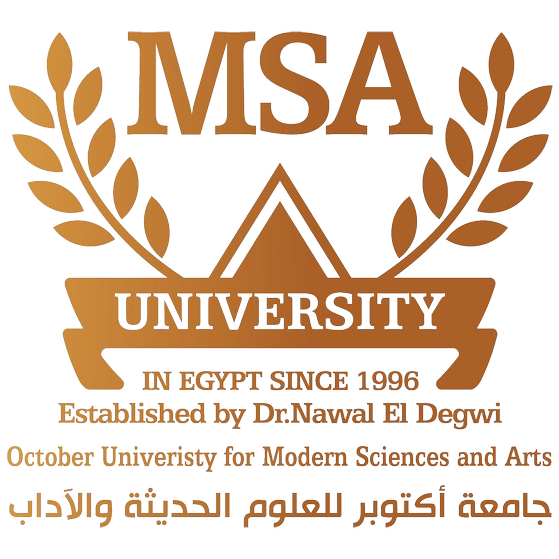 MSA
UNIVERSITY
IN EGYPT SINCE 1996
Established by Dr.Nawal El Degwi
October Univeristy for Modern Sciences and Arts
جامعة أكتوبر للعلوم الحديثة والآداب